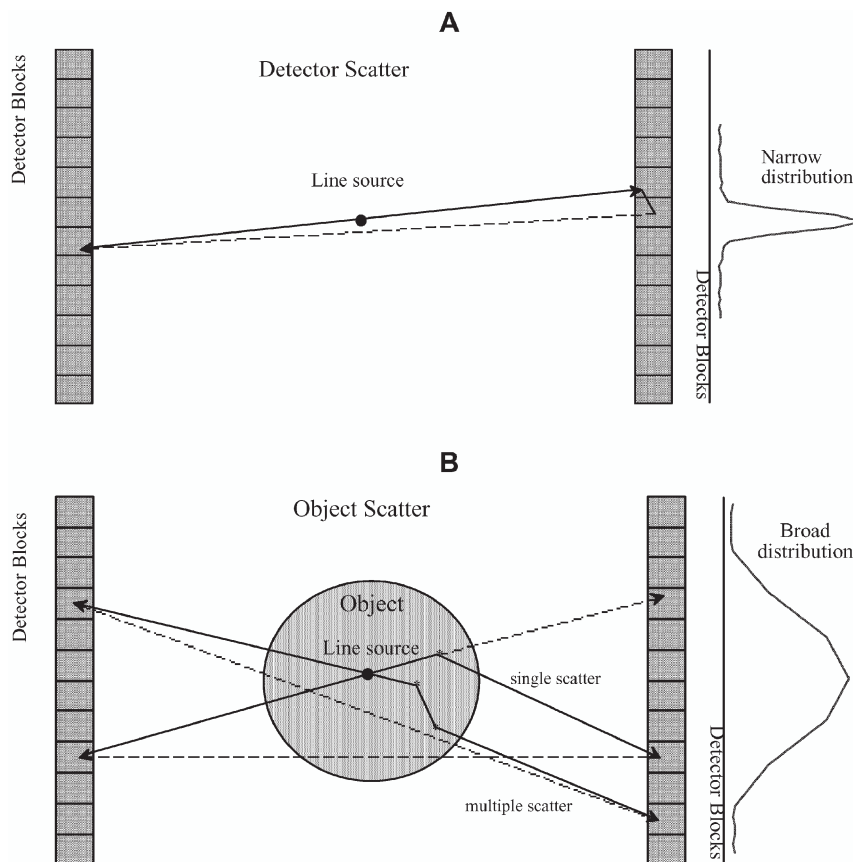 A
Detector Blocks
Detector Scatter
Line source
Narrow
distribution
Detector Blocks
B
Detector Blocks
Object Scatter
Broad
distribution
Object
Line source
single scatter
multiple scatter
Detector Blocks